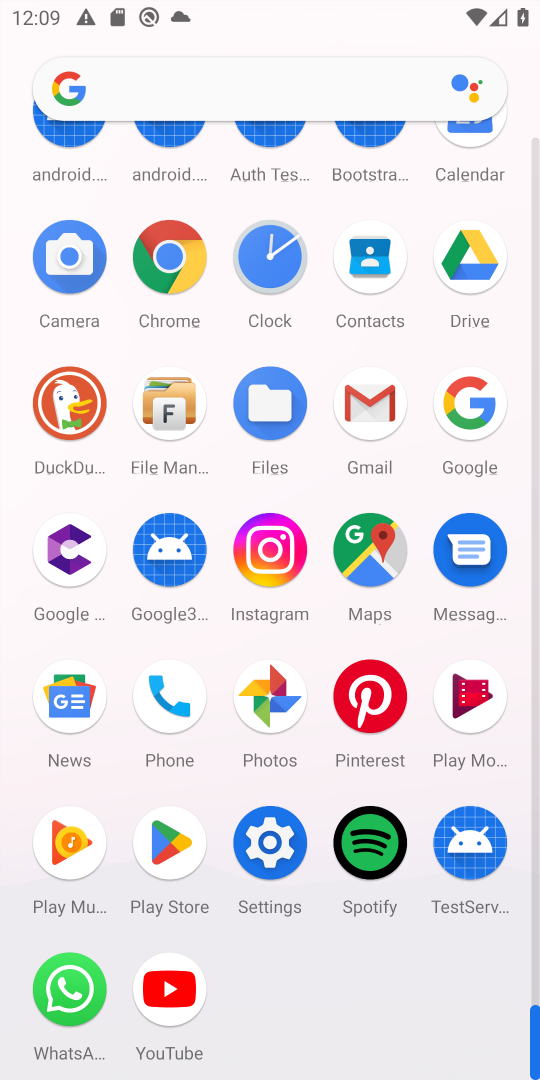 12:09
android.... android.... Auth Tes... Bootstra... Calendar
Camera Chrome Clock Contacts Drive
DuckDu... File Man... Files Gmail Google
Google ... Google3... Instagram Maps Messag...
News Phone Photos Pinterest Play Mo...
Play Mu... Play Store Settings Spotify TestServ...
WhatsA... YouTube